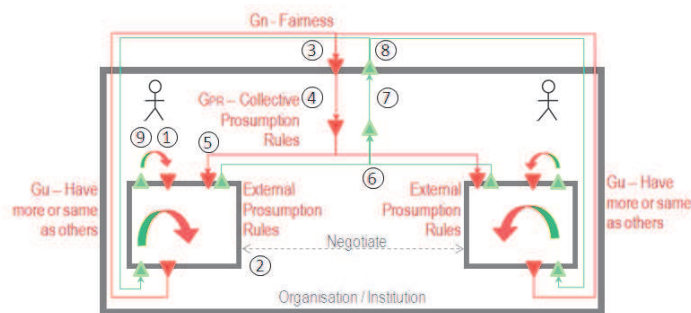 Gn - Fairness
③ ⑧
④ GPR – Collective
Prosumption
Rules
⑦
⑨ ① ⑤
⑥
Gu – Have
more or same
as others
External
Prosumption
Rules
External
Prosumption
Rules
Gu – Have
more or same
as others
Negotiate
②
Organisation / Institution